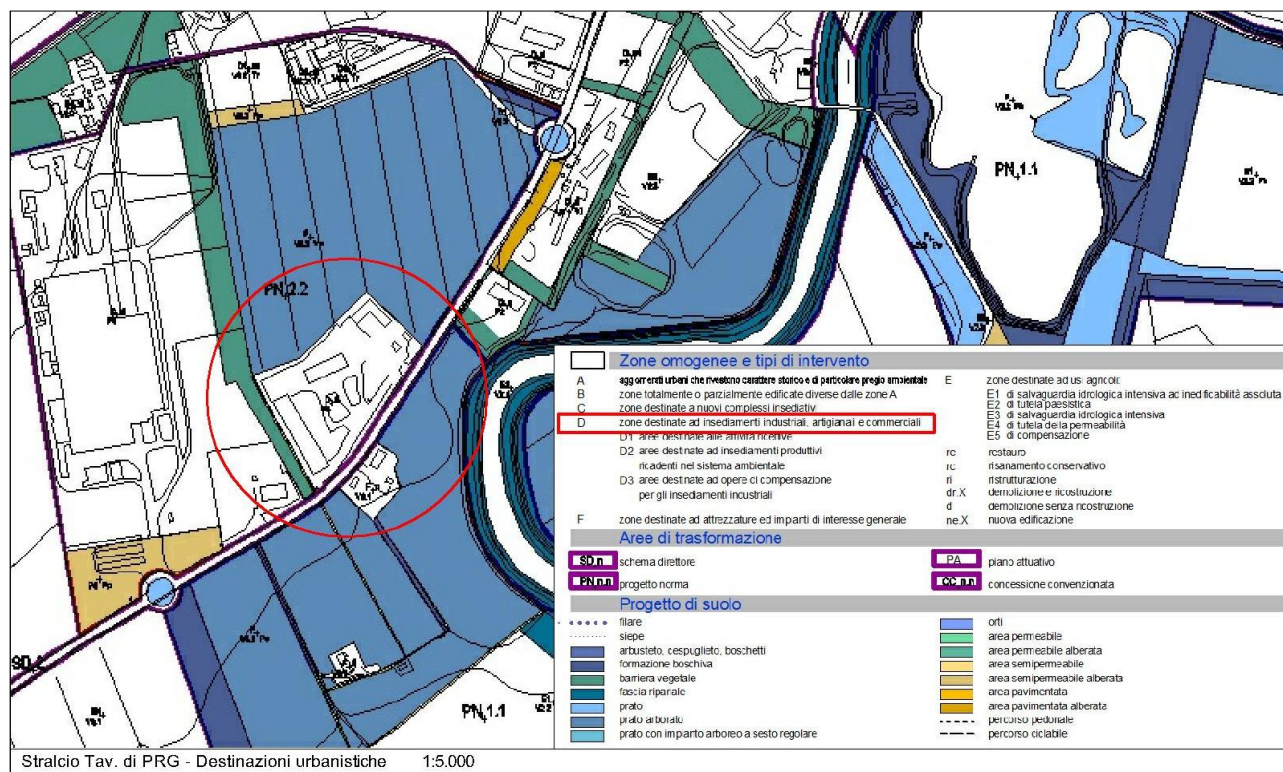 PN 1.1
PN 2.2
PN 1.1
Zone omogenee e tipi di intervento
A aggomerati urbani che rivestono carattere storico e di particolare pregio ambientale
B zone totalmente o parzialmente edificate diverse dalle zone A
C zone destinate a nuovi complessi insediativi
D zone destinate ad insediamenti industriali, artigianali e commerciali
D1 aree destinate alle attività ricettive
D2 aree destinate ad insediamenti produttivi
ricadenti nel sistema ambientale
D3 aree destinate ad opere di compensazione
per gli insediamenti industriali
F zone destinate ad attrezzature ed impianti di interesse generale
E zone destinate ad usi agricoli:
E1 di salvaguardia idrologica intensiva ad inedificabilità assoluta
E2 di tutela paesistica
E3 di salvaguardia idrologica intensiva
E4 di tutela della permeabilità
E5 di compensazione
re restauro
rc risanamento conservativo
ri ristrutturazione
dr.X demolizione e ricostruzione
d demolizione senza ricostruzione
ne.X nuova edificazione
Aree di trasformazione
SD.n schema direttore
PN n.n progetto norma
PA piano attuativo
CC n.n concessione convenzionata
Progetto di suolo
filare
siepe
arbusteto, cespuglieto, boschetti
formazione boschiva
barriera vegetale
fascia ripariale
prato
prato arborato
prato con impianto arboreo a sesto regolare
orti
area permeabile
area permeabile alberata
area semipermeabile
area semipermeabile alberata
area pavimentata
area pavimentata alberata
percorso pedonale
percorso ciclabile
Stralcio Tav. di PRG - Destinazioni urbanistiche 1:5.000